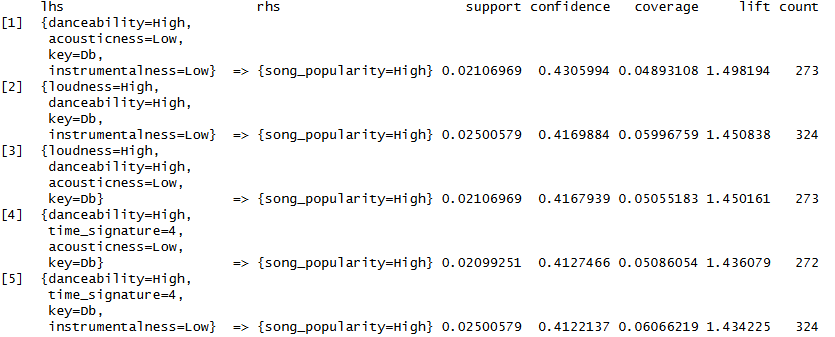 lhs rhs support confidence coverage lift count
[1] {danceability=High,
acousticness=Low,
key=Db,
instrumentalness=Low} => {song_popularity=High} 0.02106969 0.4305994 0.04893108 1.498194 273
[2] {loudness=High,
danceability=High,
key=Db,
instrumentalness=Low} => {song_popularity=High} 0.02500579 0.4169884 0.05996759 1.450838 324
[3] {loudness=High,
danceability=High,
acousticness=Low,
key=Db} => {song_popularity=High} 0.02106969 0.4167939 0.05055183 1.450161 273
[4] {danceability=High,
time_signature=4,
acousticness=Low,
key=Db} => {song_popularity=High} 0.02099251 0.4127466 0.05086054 1.436079 272
[5] {danceability=High,
time_signature=4,
key=Db,
instrumentalness=Low} => {song_popularity=High} 0.02500579 0.4122137 0.06066219 1.434225 324